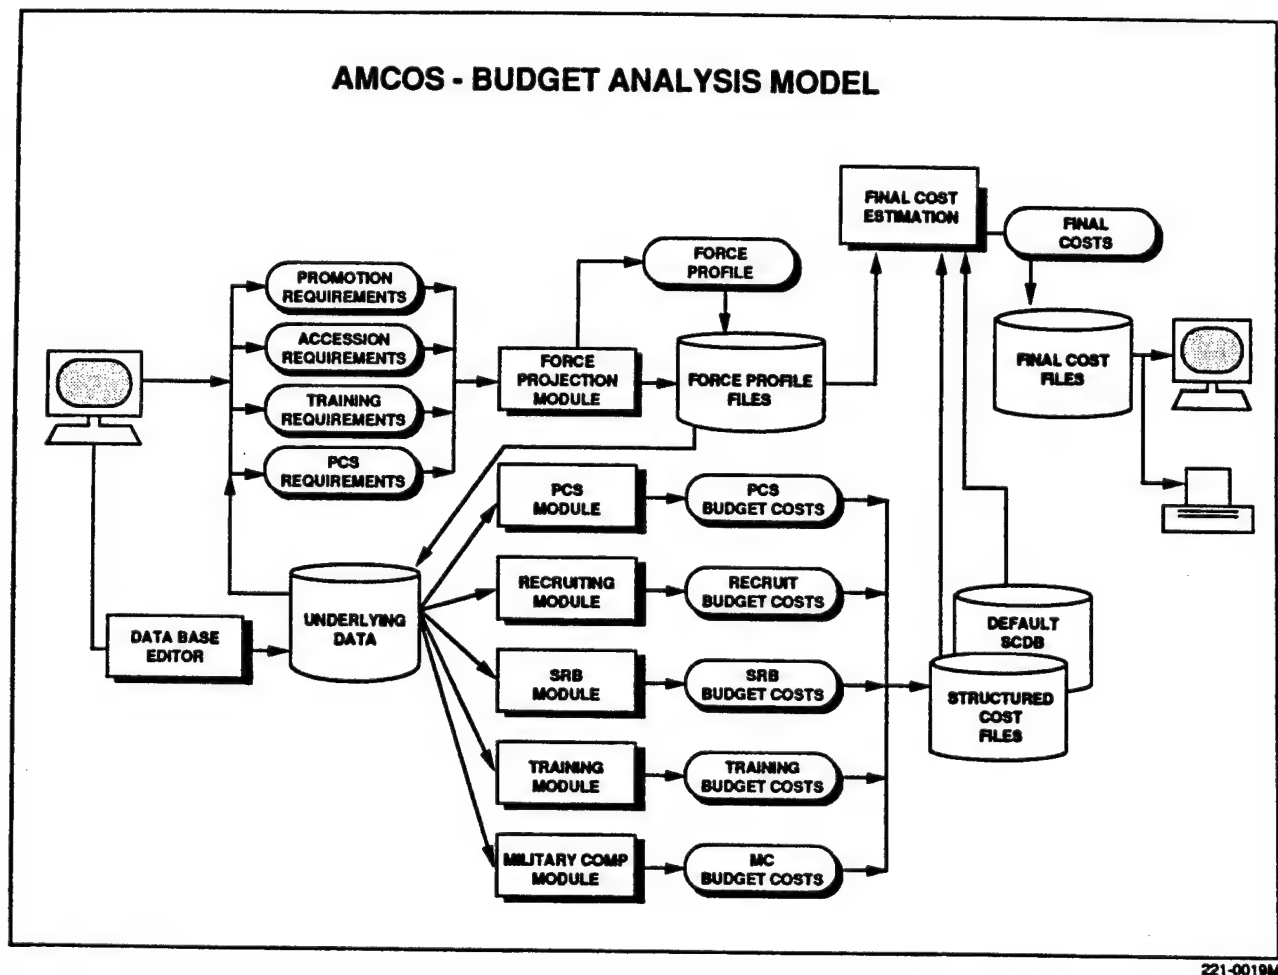 AMCOS - BUDGET ANALYSIS MODEL
FINAL COST
ESTIMATION
FINAL
COSTS
FORCE
PROFILE
PROMOTION
REQUIREMENTS
ACCESSION
REQUIREMENTS
TRAINING
REQUIREMENTS
PCS
REQUIREMENTS
FORCE
PROJECTION
MODULE
FORCE PROFILE
FILES
FINAL COST
FILES
PCS
MODULE
PCS
BUDGET COSTS
RECRUITING
MODULE
RECRUIT
BUDGET COSTS
UNDERLYING
DATA
DATA BASE
EDITOR
SRB
MODULE
SRB
BUDGET COSTS
DEFAULT
SCDB
STRUCTURED
COST
FILES
TRAINING
MODULE
TRAINING
BUDGET COSTS
MILITARY COMP
MODULE
MC
BUDGET COSTS
221-0019M